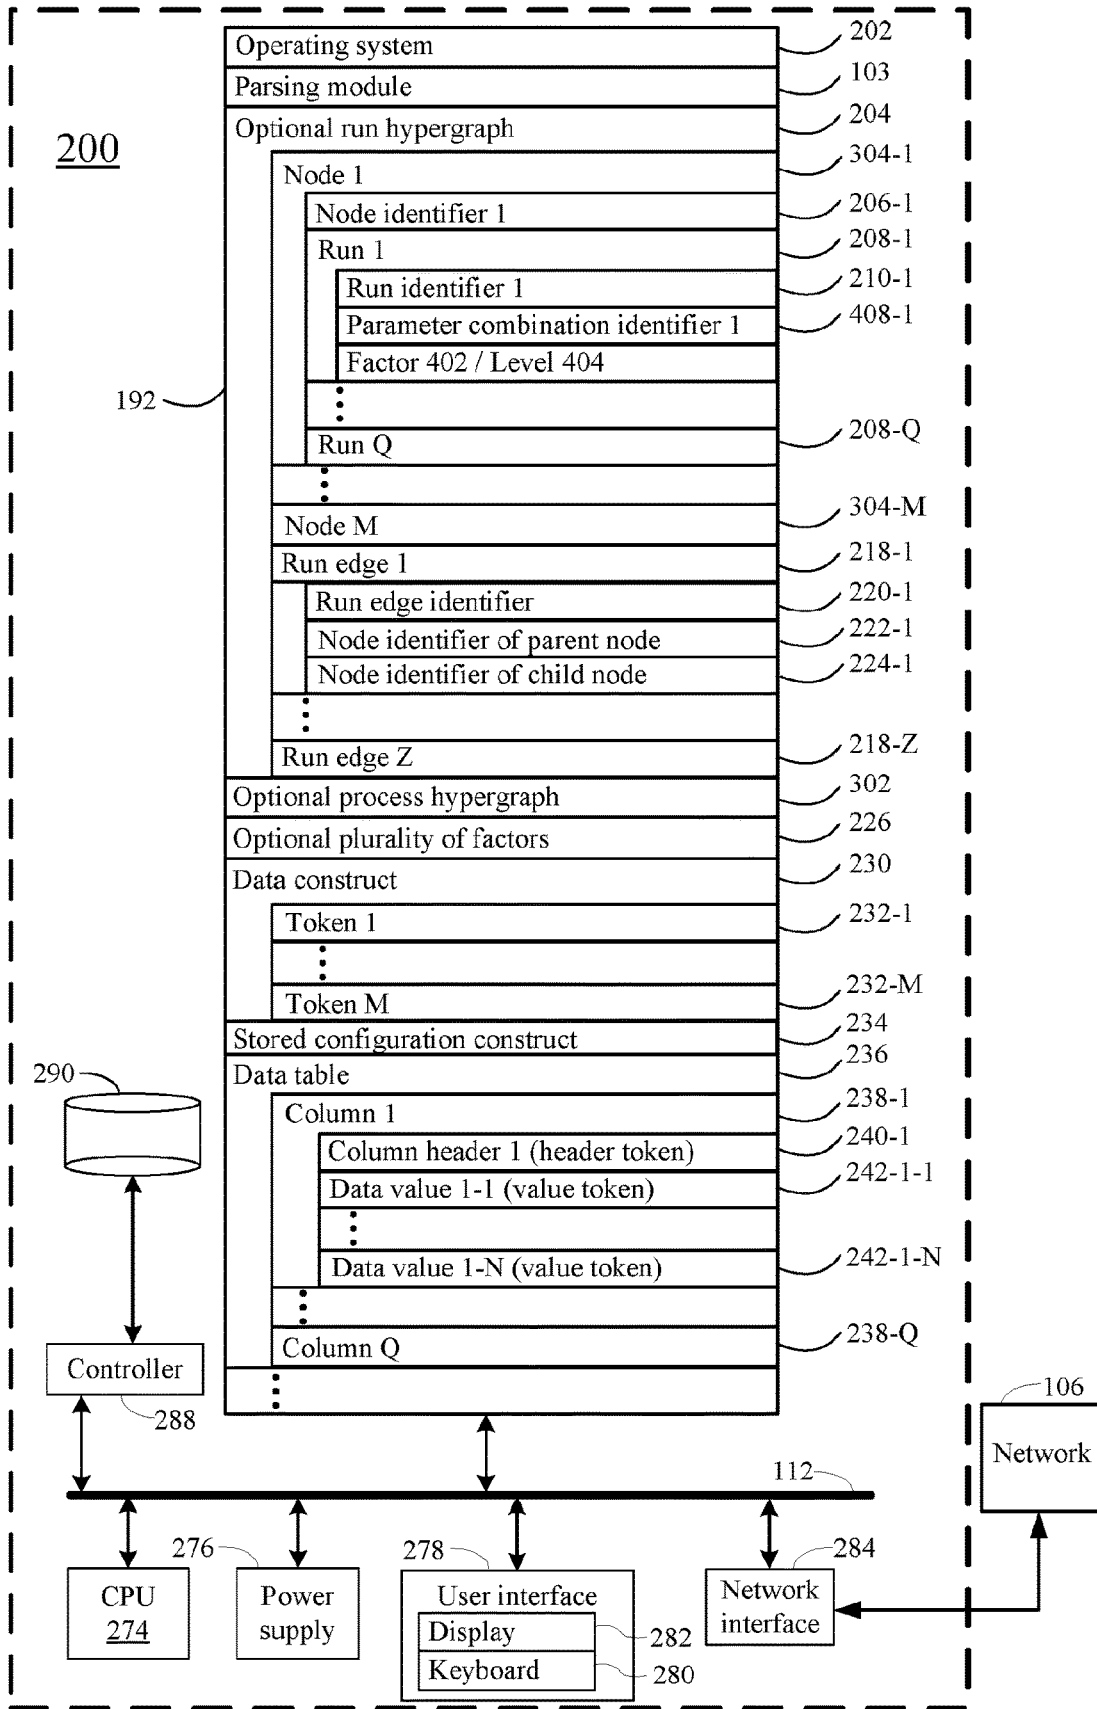 Operating system 202
Parsing module 103
Optional run hypergraph 204
200
Node 1 304-1
Node identifier 1 206-1
Run 1 208-1
Run identifier 1 210-1
Parameter combination identifier 1 408-1
Factor 402 / Level 404
192
Run Q 208-Q
Node M 304-M
Run edge 1 218-1
Run edge identifier 220-1
Node identifier of parent node 222-1
Node identifier of child node 224-1
Run edge Z 218-Z
Optional process hypergraph 302
Optional plurality of factors 226
Data construct 230
Token 1 232-1
Token M 232-M
Stored configuration construct 234
Data table 236
290
Column 1 238-1
Column header 1 (header token) 240-1
Data value 1-1 (value token) 242-1-1
Data value 1-N (value token) 242-1-N
Column Q 238-Q
Controller
288
106
Network
112
276 278 284
CPU
274
Power
supply
User interface
Display 282
Keyboard 280
Network
interface